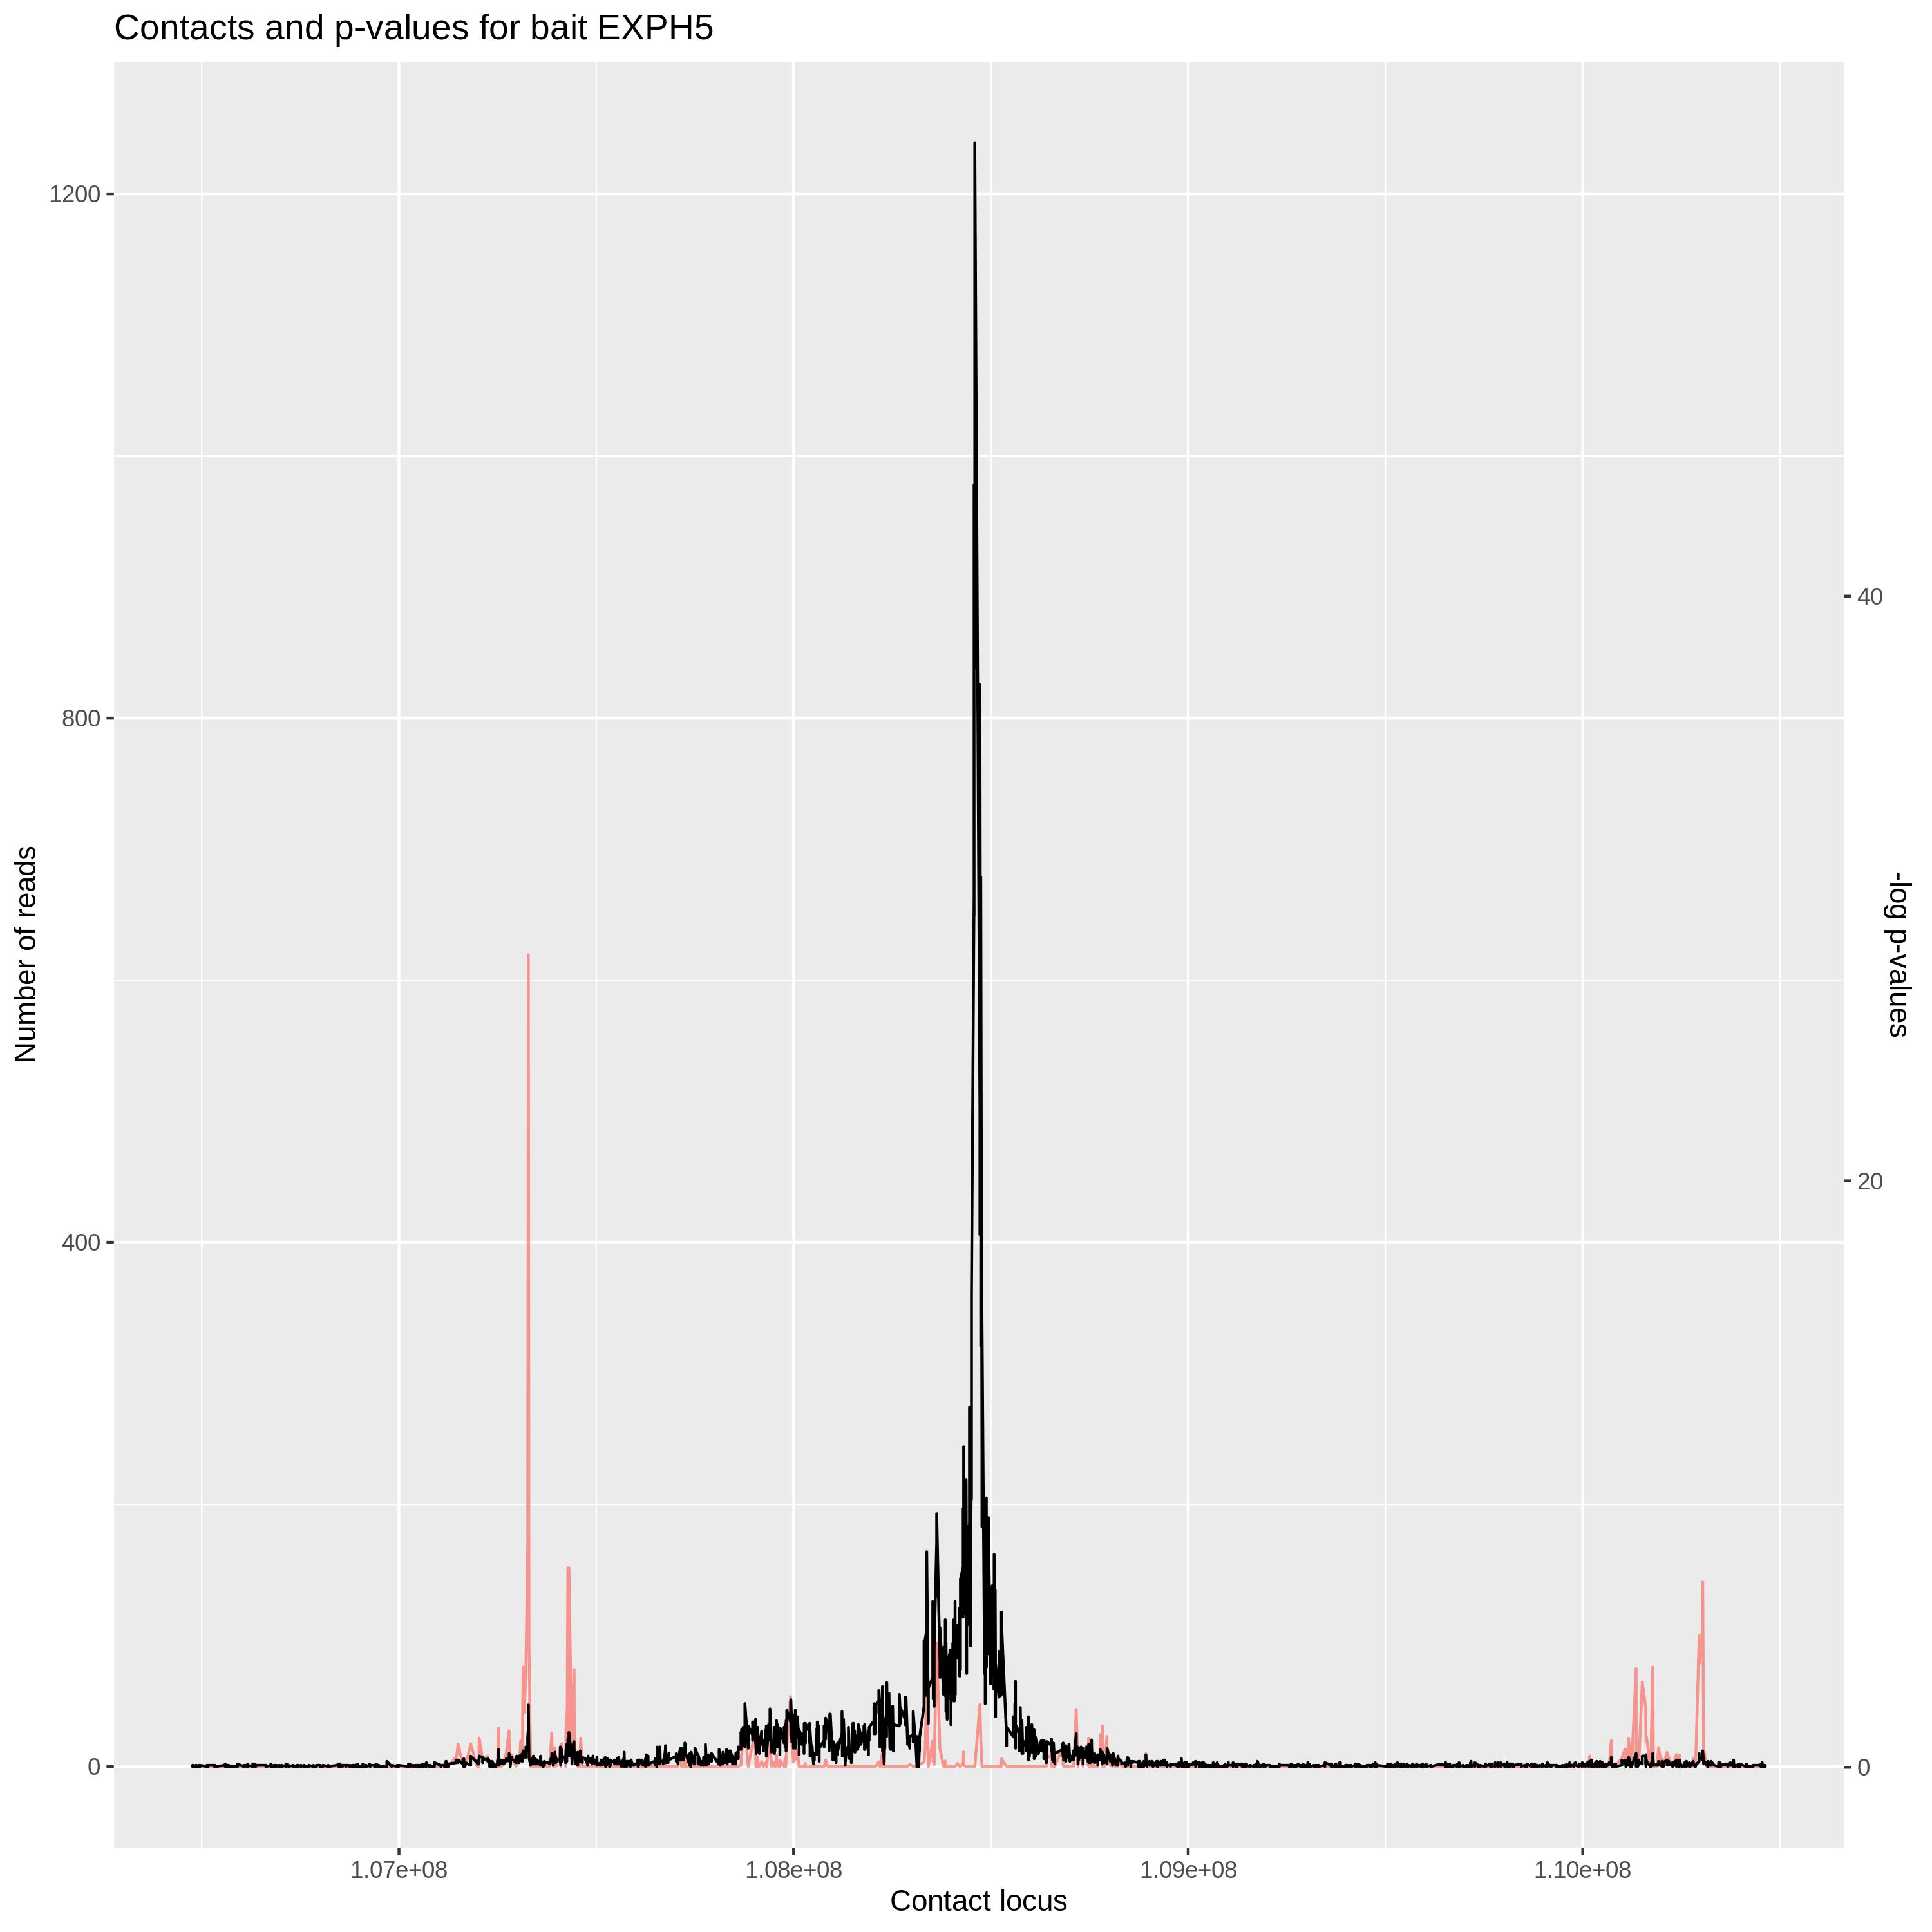 Contacts and p-values for bait EXPH5
1200
800
400
0
Number of reads
40
20
0
-log p-values
1.07e+08
1.08e+08
1.09e+08
1.10e+08
Contact locus